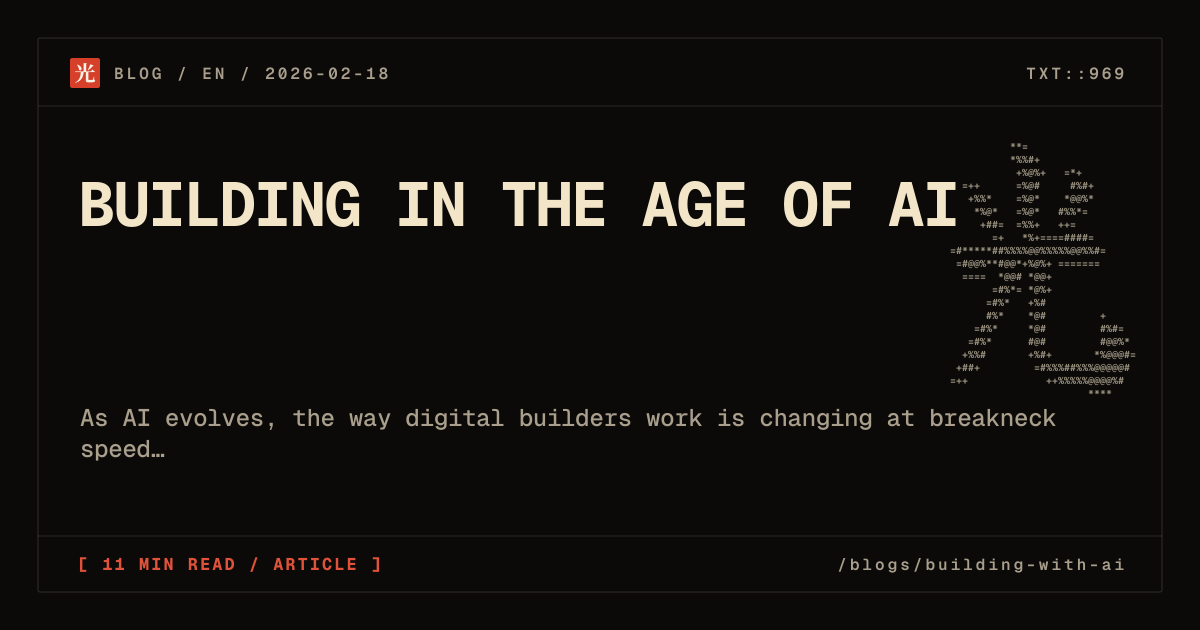 光 BLOG / EN / 2026-02-18
TXT::969
BUILDING IN THE AGE OF AI
As AI evolves, the way digital builders work is changing at breakneck
speed…
[ 11 MIN READ / ARTICLE ]
/blogs/building-with-ai